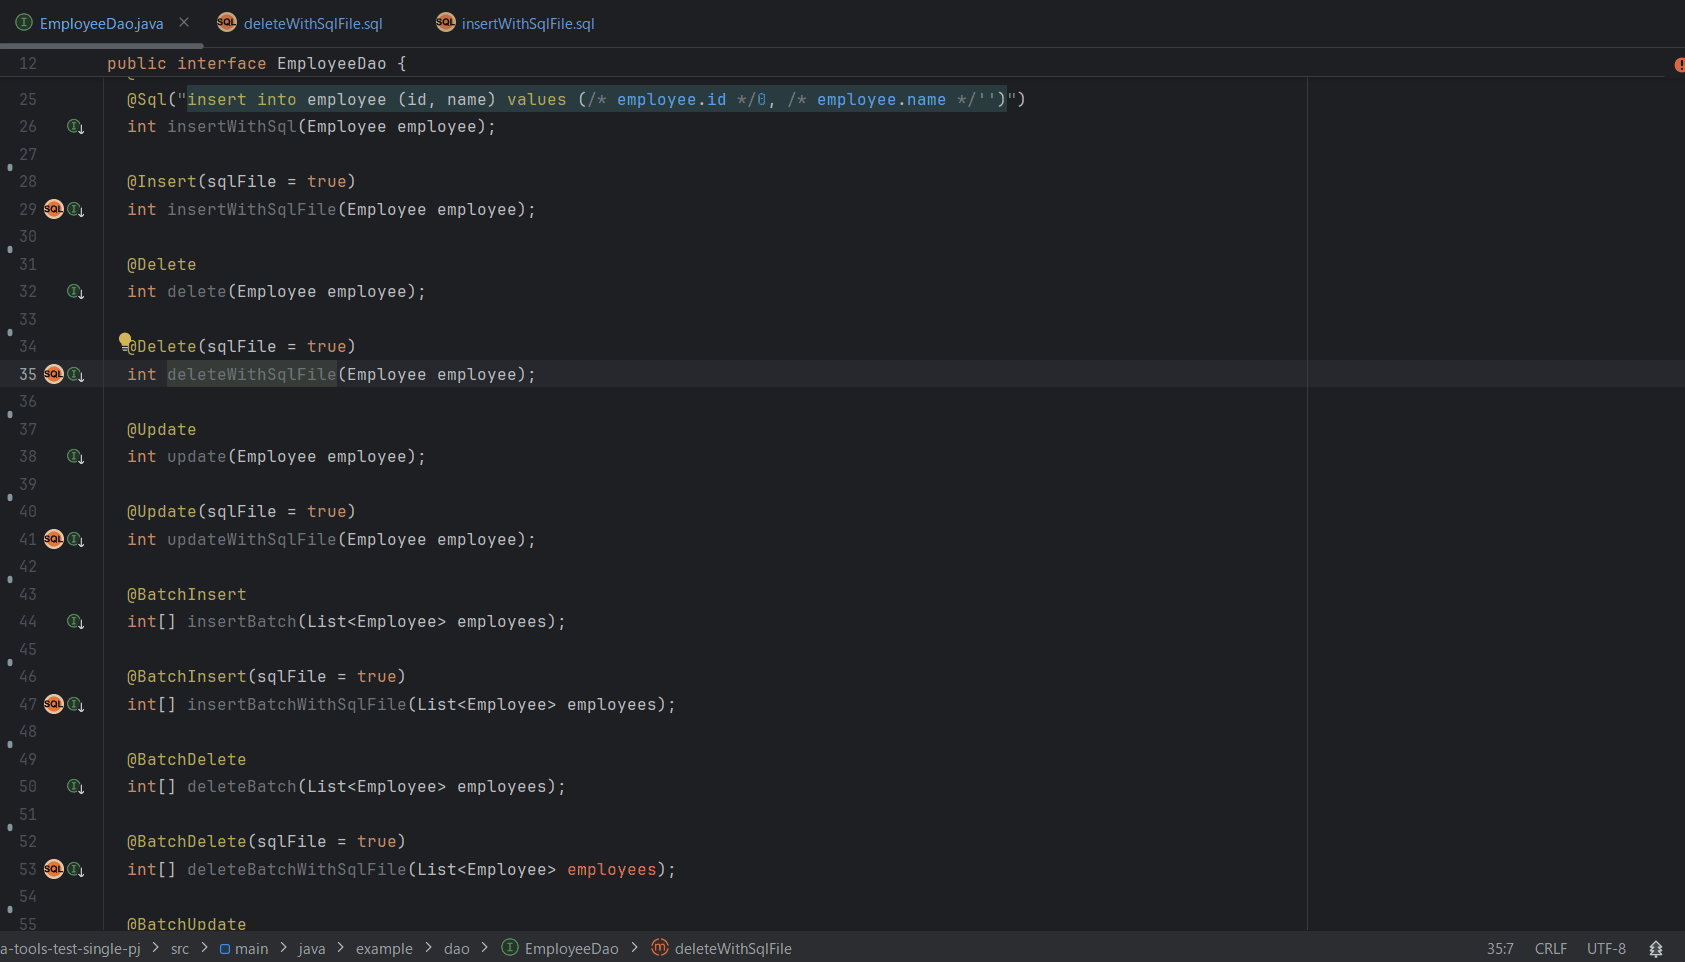 EmployeeDao.java deleteWithSqlFile.sql insertWithSqlFile.sql
12 public interface EmployeeDao {
25 @Sql("insert into employee (id, name) values (/* employee.id */0, /* employee.name */'')")
26 int insertWithSql(Employee employee);
27
28 @Insert(sqlFile = true)
29 SQL int insertWithSqlFile(Employee employee);
30
31 @Delete
32 int delete(Employee employee);
33
34 @Delete(sqlFile = true)
35 SQL int deleteWithSqlFile(Employee employee);
36
37 @Update
38 int update(Employee employee);
39
40 @Update(sqlFile = true)
41 SQL int updateWithSqlFile(Employee employee);
42
43 @BatchInsert
44 int[] insertBatch(List<Employee> employees);
45
46 @BatchInsert(sqlFile = true)
47 SQL int[] insertBatchWithSqlFile(List<Employee> employees);
48
49 @BatchDelete
50 int[] deleteBatch(List<Employee> employees);
51
52 @BatchDelete(sqlFile = true)
53 SQL int[] deleteBatchWithSqlFile(List<Employee> employees);
54
55 @BatchUpdate
a-tools-test-single-pj > src > main > java > example > dao > EmployeeDao > deleteWithSqlFile 35:7 CRLF UTF-8